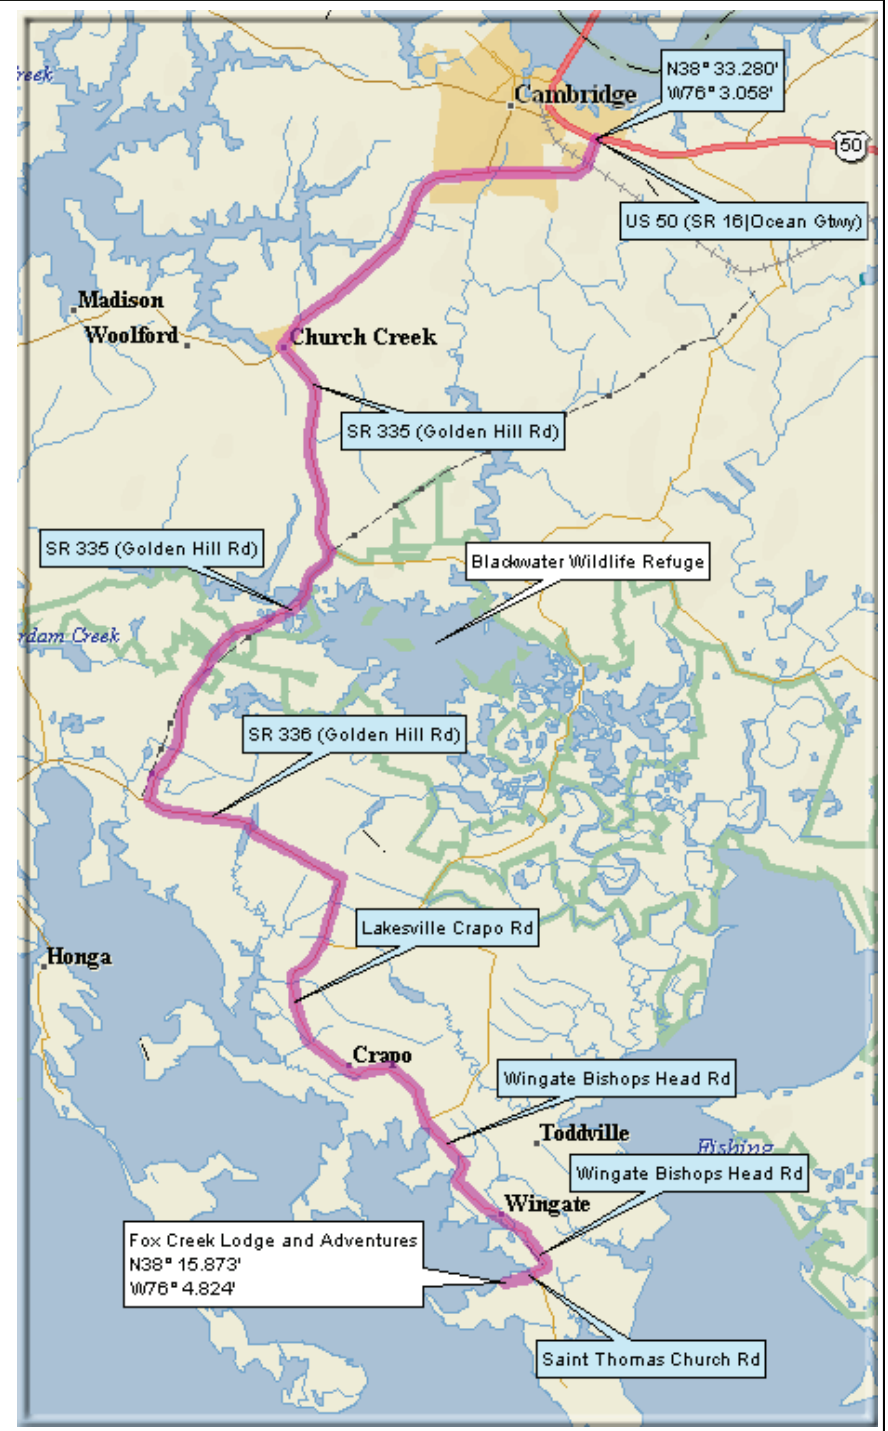 reek
N38° 33.280'
W76° 3.058'
Cambridge
50
US 50 (SR 16|Ocean Gtwy)
Madison
Woolford
Church Creek
SR 335 (Golden Hill Rd)
SR 335 (Golden Hill Rd)
Blackwater Wildlife Refuge
rdam Creek
SR 336 (Golden Hill Rd)
Lakesville Crapo Rd
Honga
Crapo
Wingate Bishops Head Rd
Toddville
Fishing
Wingate Bishops Head Rd
Wingate
Fox Creek Lodge and Adventures
N38° 15.873'
W76° 4.824'
Saint Thomas Church Rd